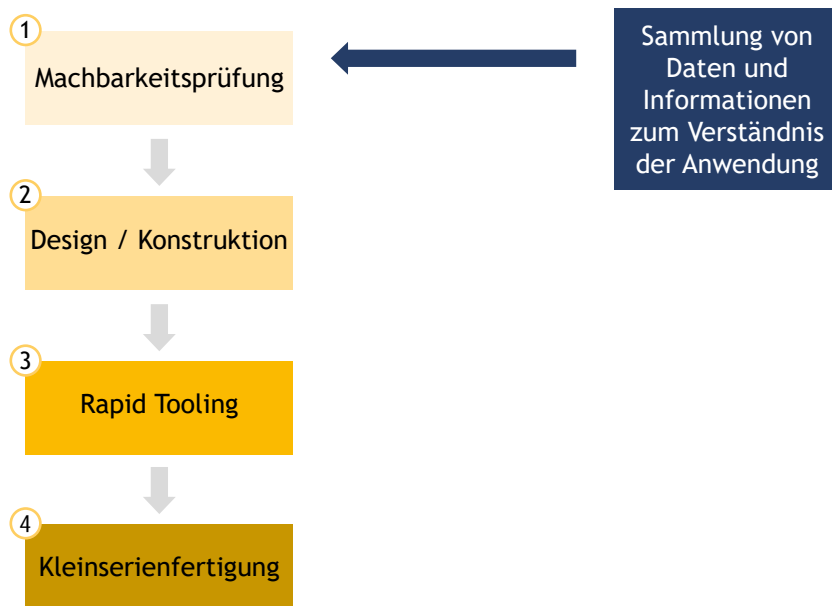 1
Machbarkeitsprüfung
Sammlung von
Daten und
Informationen
zum Verständnis
der Anwendung
2
Design / Konstruktion
3
Rapid Tooling
4
Kleinserienfertigung